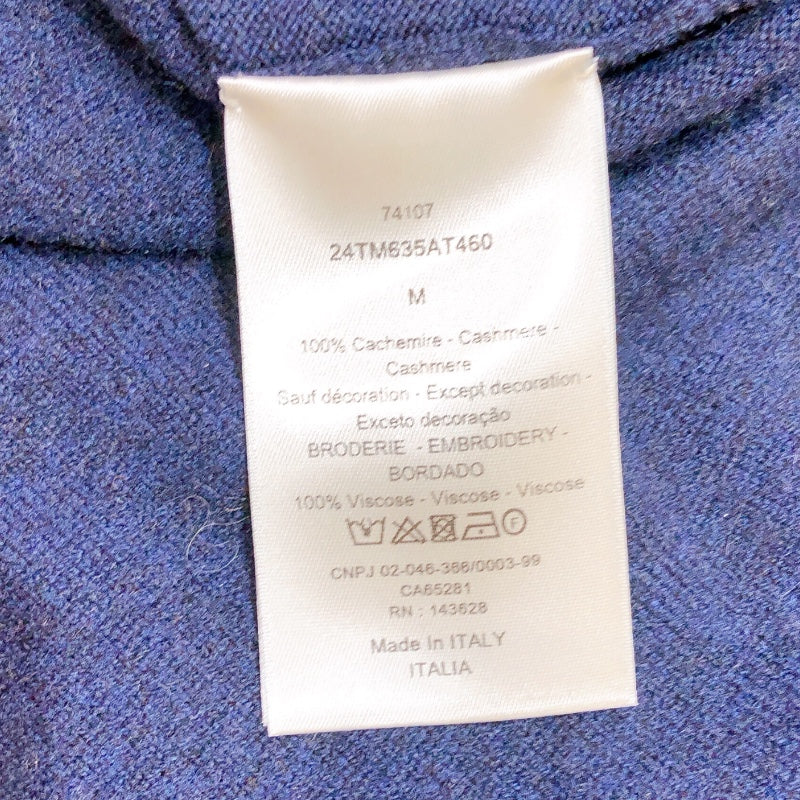 74107
24TM635AT460
M
100% Cachemire - Cashmere -
Cashmere
Sauf décoration - Except decoration -
Exceto decoração
BRODERIE - EMBROIDERY -
BORDADO
100% Viscose - Viscose - Viscose
F
CNPJ 02-046-366/0003-99
CA65281
RN : 143628
Made In ITALY
ITALIA